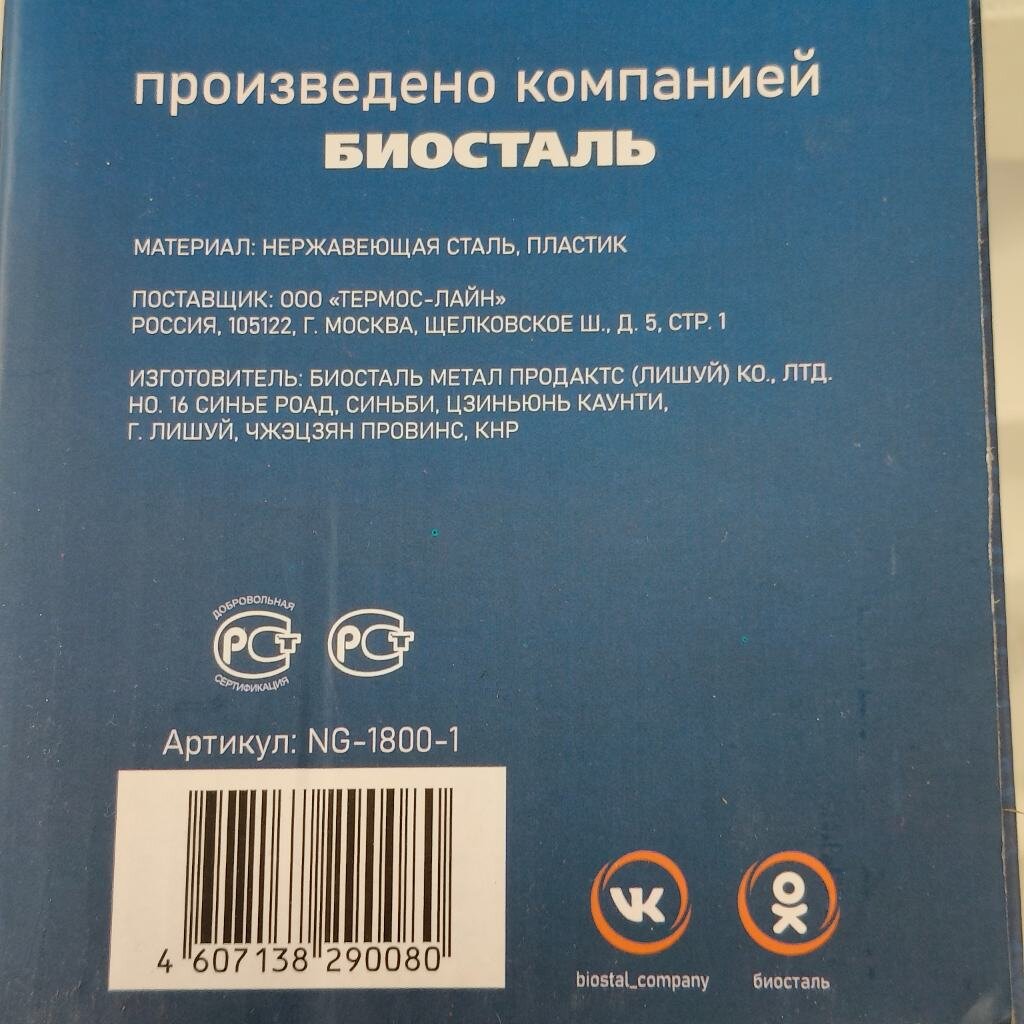 произведено компанией
БИОСТАЛЬ
МАТЕРИАЛ: НЕРЖАВЕЮЩАЯ СТАЛЬ, ПЛАСТИК
ПОСТАВЩИК: ООО «ТЕРМОС-ЛАЙН»
РОССИЯ, 105122, Г. МОСКВА, ЩЕЛКОВСКОЕ Ш., Д. 5, СТР. 1
ИЗГОТОВИТЕЛЬ: БИОСТАЛЬ МЕТАЛ ПРОДАКТС (ЛИШУЙ) КО., ЛТД.
НО. 16 СИНЬЕ РОАД, СИНЬБИ, ЦЗИНЬЮНЬ КАУНТИ,
Г. ЛИШУЙ, ЧЖЭЦЗЯН ПРОВИНС, КНР
ДОБРОВОЛЬНАЯ
РСТ РСТ
СЕРТИФИКАЦИЯ
Артикул: NG-1800-1
4 607138 290080
biostal_company биосталь